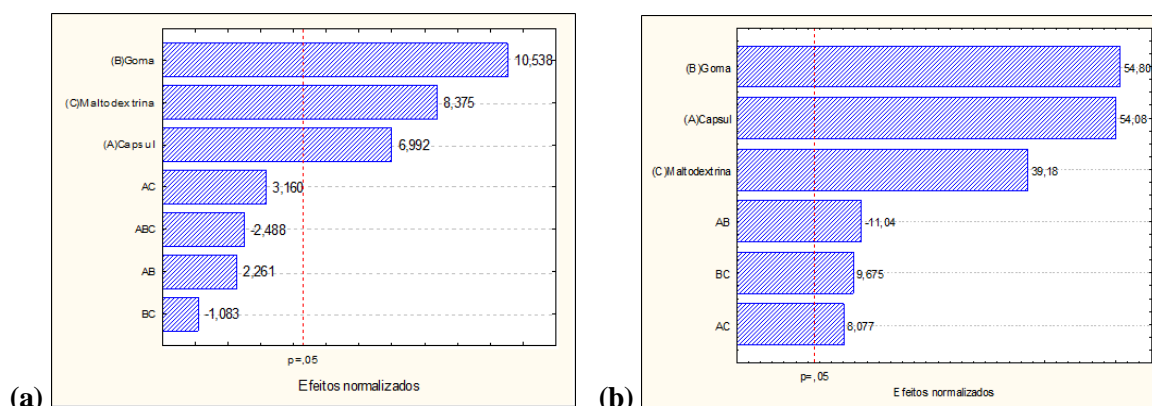 (B)Goma
10,538
(C)Maltodextrina
8,375
(A)Capsul
6,992
AC
3,160
ABC
-2,488
AB
2,261
BC
-1,083
p=,05
Efeitos normalizados
(a)
(B)Goma
54,80
(A)Capsul
54,08
(C)Maltodextrina
39,18
AB
-11,04
BC
9,675
AC
8,077
p=,05
Efeitos normalizados
(b)